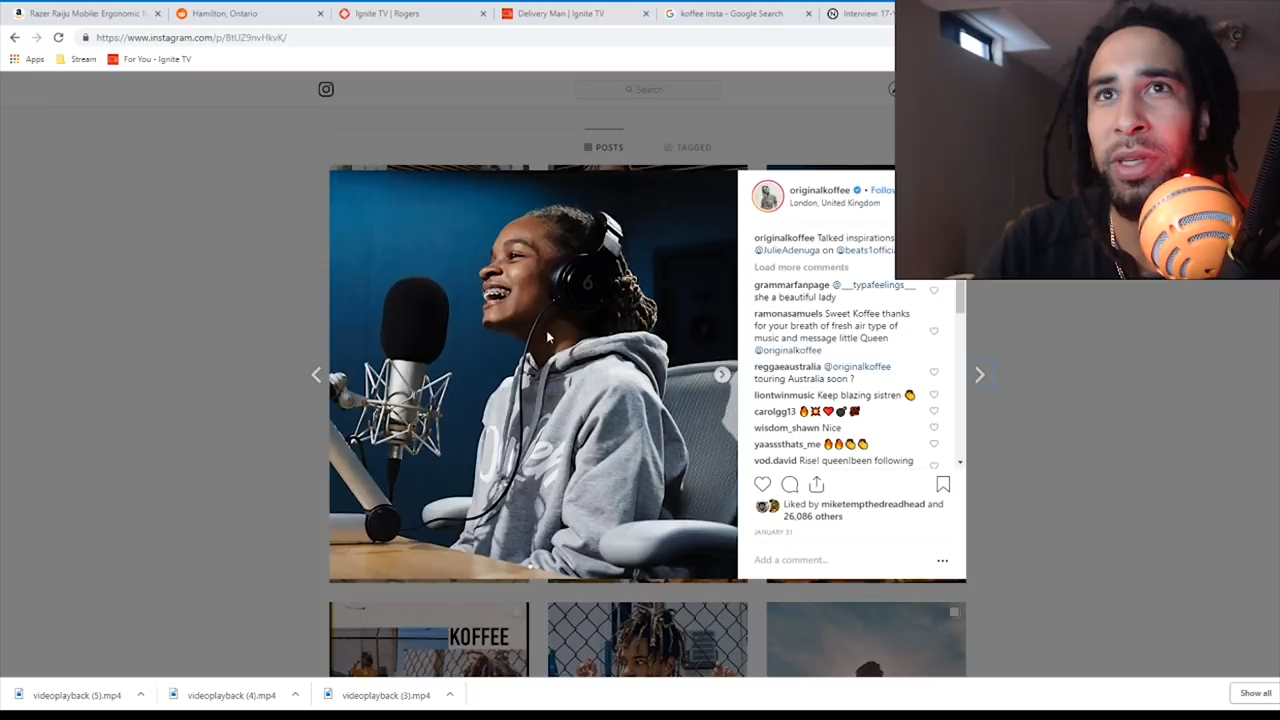 Razer Raiju Mobile: Ergonomic
Hamilton, Ontario
Ignite TV | Rogers
Delivery Man | Ignite TV
koffee insta - Google Search
Interview: 17-
https://www.instagram.com/p/BtUZ9nvHkvK/
Apps
Stream
For You - Ignite TV
Search
POSTS
TAGGED
originalkoffee • Follow
London, United Kingdom
originalkoffee Talked inspirations
@JulieAdenuga on @beats1offici
Load more comments
grammarfanpage @___typafeelings___
she a beautiful lady
ramonasamuels Sweet Koffee thanks
for your breath of fresh air type of
music and message little Queen
@originalkoffee
reggaeaustralia @originalkoffee
touring Australia soon ?
liontwinmusic Keep blazing sistren 👏
carolgg13 🔥💥❤️💣🌹
wisdom_shawn Nice
yaasssthats_me 🔥🔥👏👏
vod.david Rise! queen|been following
Liked by miketempthedreadhead and
26,086 others
JANUARY 31
Add a comment...
KOFFEE
videoplayback (5).mp4
videoplayback (4).mp4
videoplayback (3).mp4
Show all